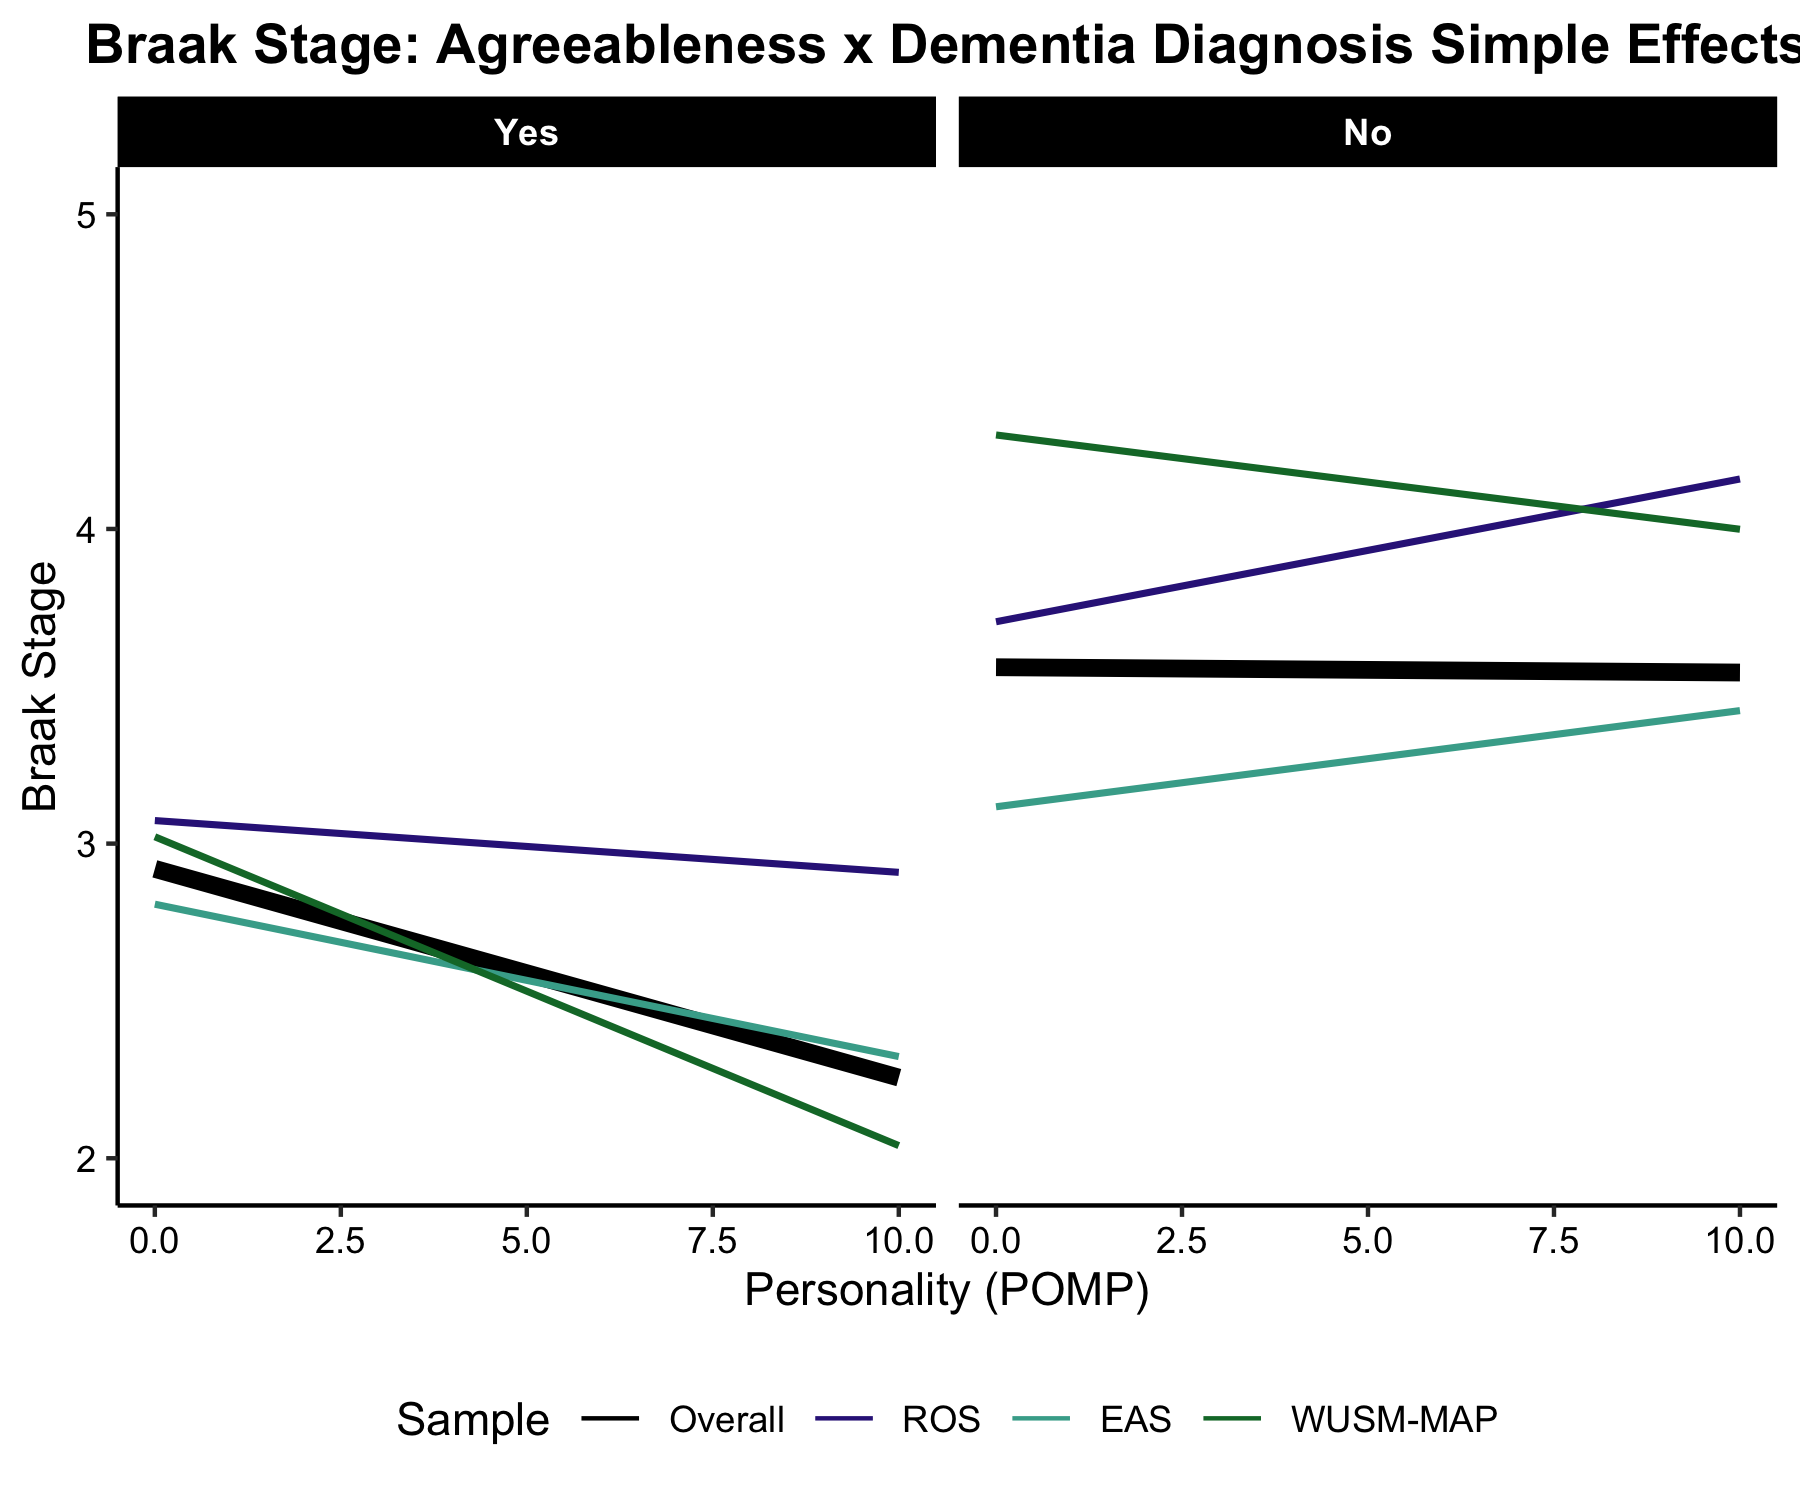 Braak Stage: Agreeableness x Dementia Diagnosis Simple Effects
Yes
No
5
4
3
2
Braak Stage
0.0 2.5 5.0 7.5 10.0 0.0 2.5 5.0 7.5 10.0
Personality (POMP)
Sample Overall ROS EAS WUSM-MAP